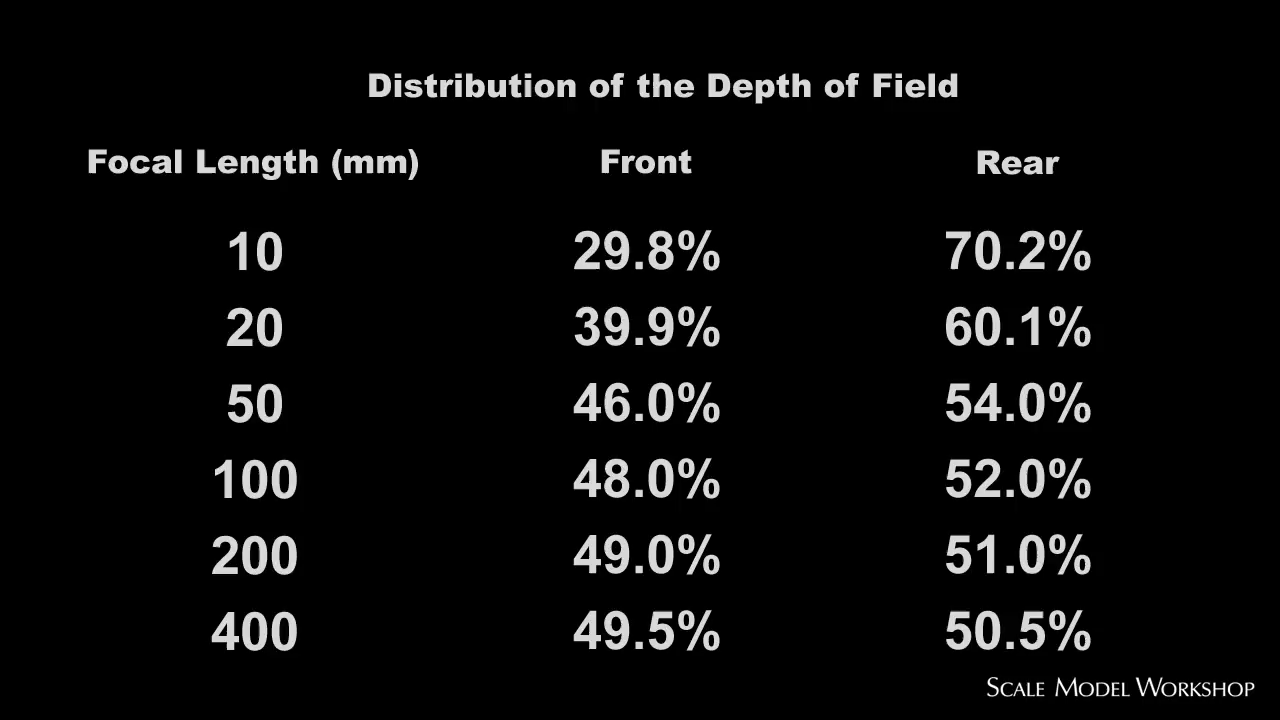 Distribution of the Depth of Field
Focal Length (mm) Front Rear
10 29.8% 70.2%
20 39.9% 60.1%
50 46.0% 54.0%
100 48.0% 52.0%
200 49.0% 51.0%
400 49.5% 50.5%
SCALE MODEL WORKSHOP